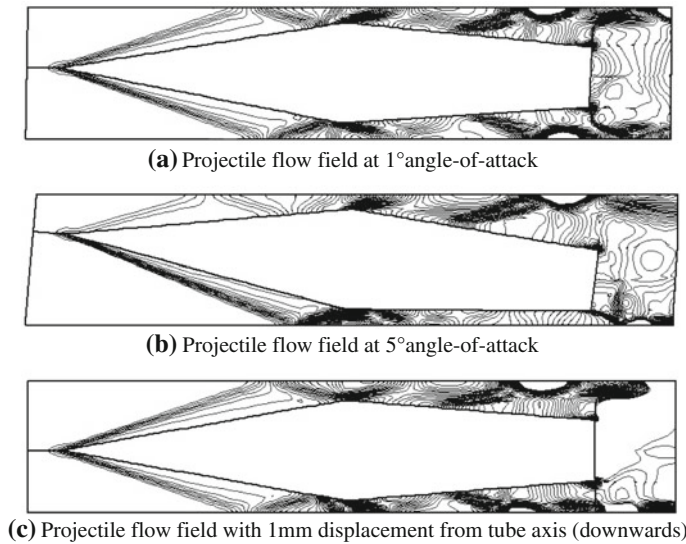 (a) Projectile flow field at 1°angle-of-attack
(b) Projectile flow field at 5°angle-of-attack
(c) Projectile flow field with 1mm displacement from tube axis (downwards)